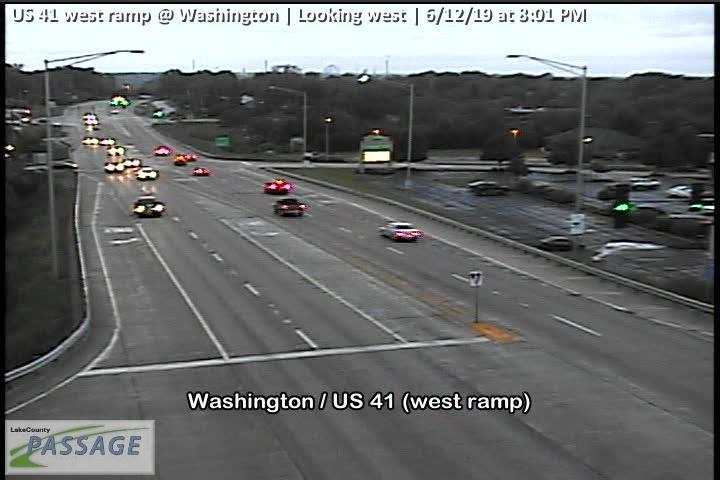 US 41 west ramp @ Washington | Looking west | 6/12/19 at 8:01 PM
Washington / US 41 (west ramp)
LakeCounty
PASSAGE